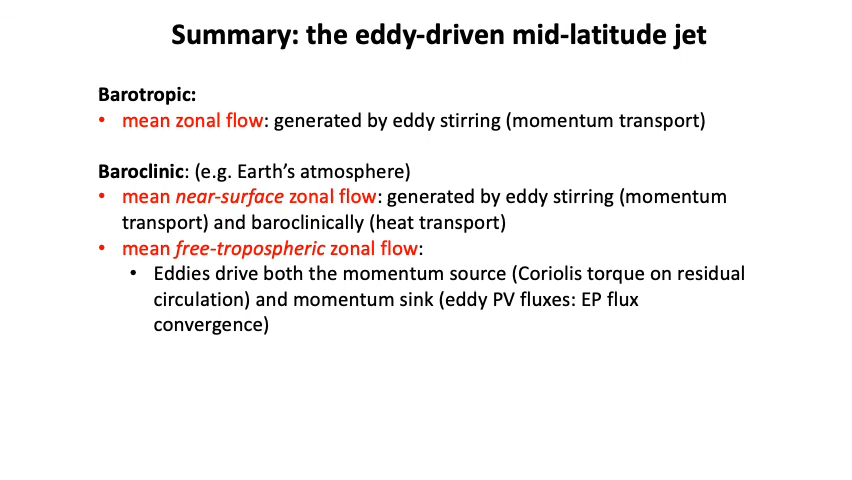 Summary: the eddy-driven mid-latitude jet
Barotropic:
• mean zonal flow: generated by eddy stirring (momentum transport)
Baroclinic: (e.g. Earth’s atmosphere)
• mean near-surface zonal flow: generated by eddy stirring (momentum
transport) and baroclinically (heat transport)
• mean free-tropospheric zonal flow:
• Eddies drive both the momentum source (Coriolis torque on residual
circulation) and momentum sink (eddy PV fluxes: EP flux
convergence)